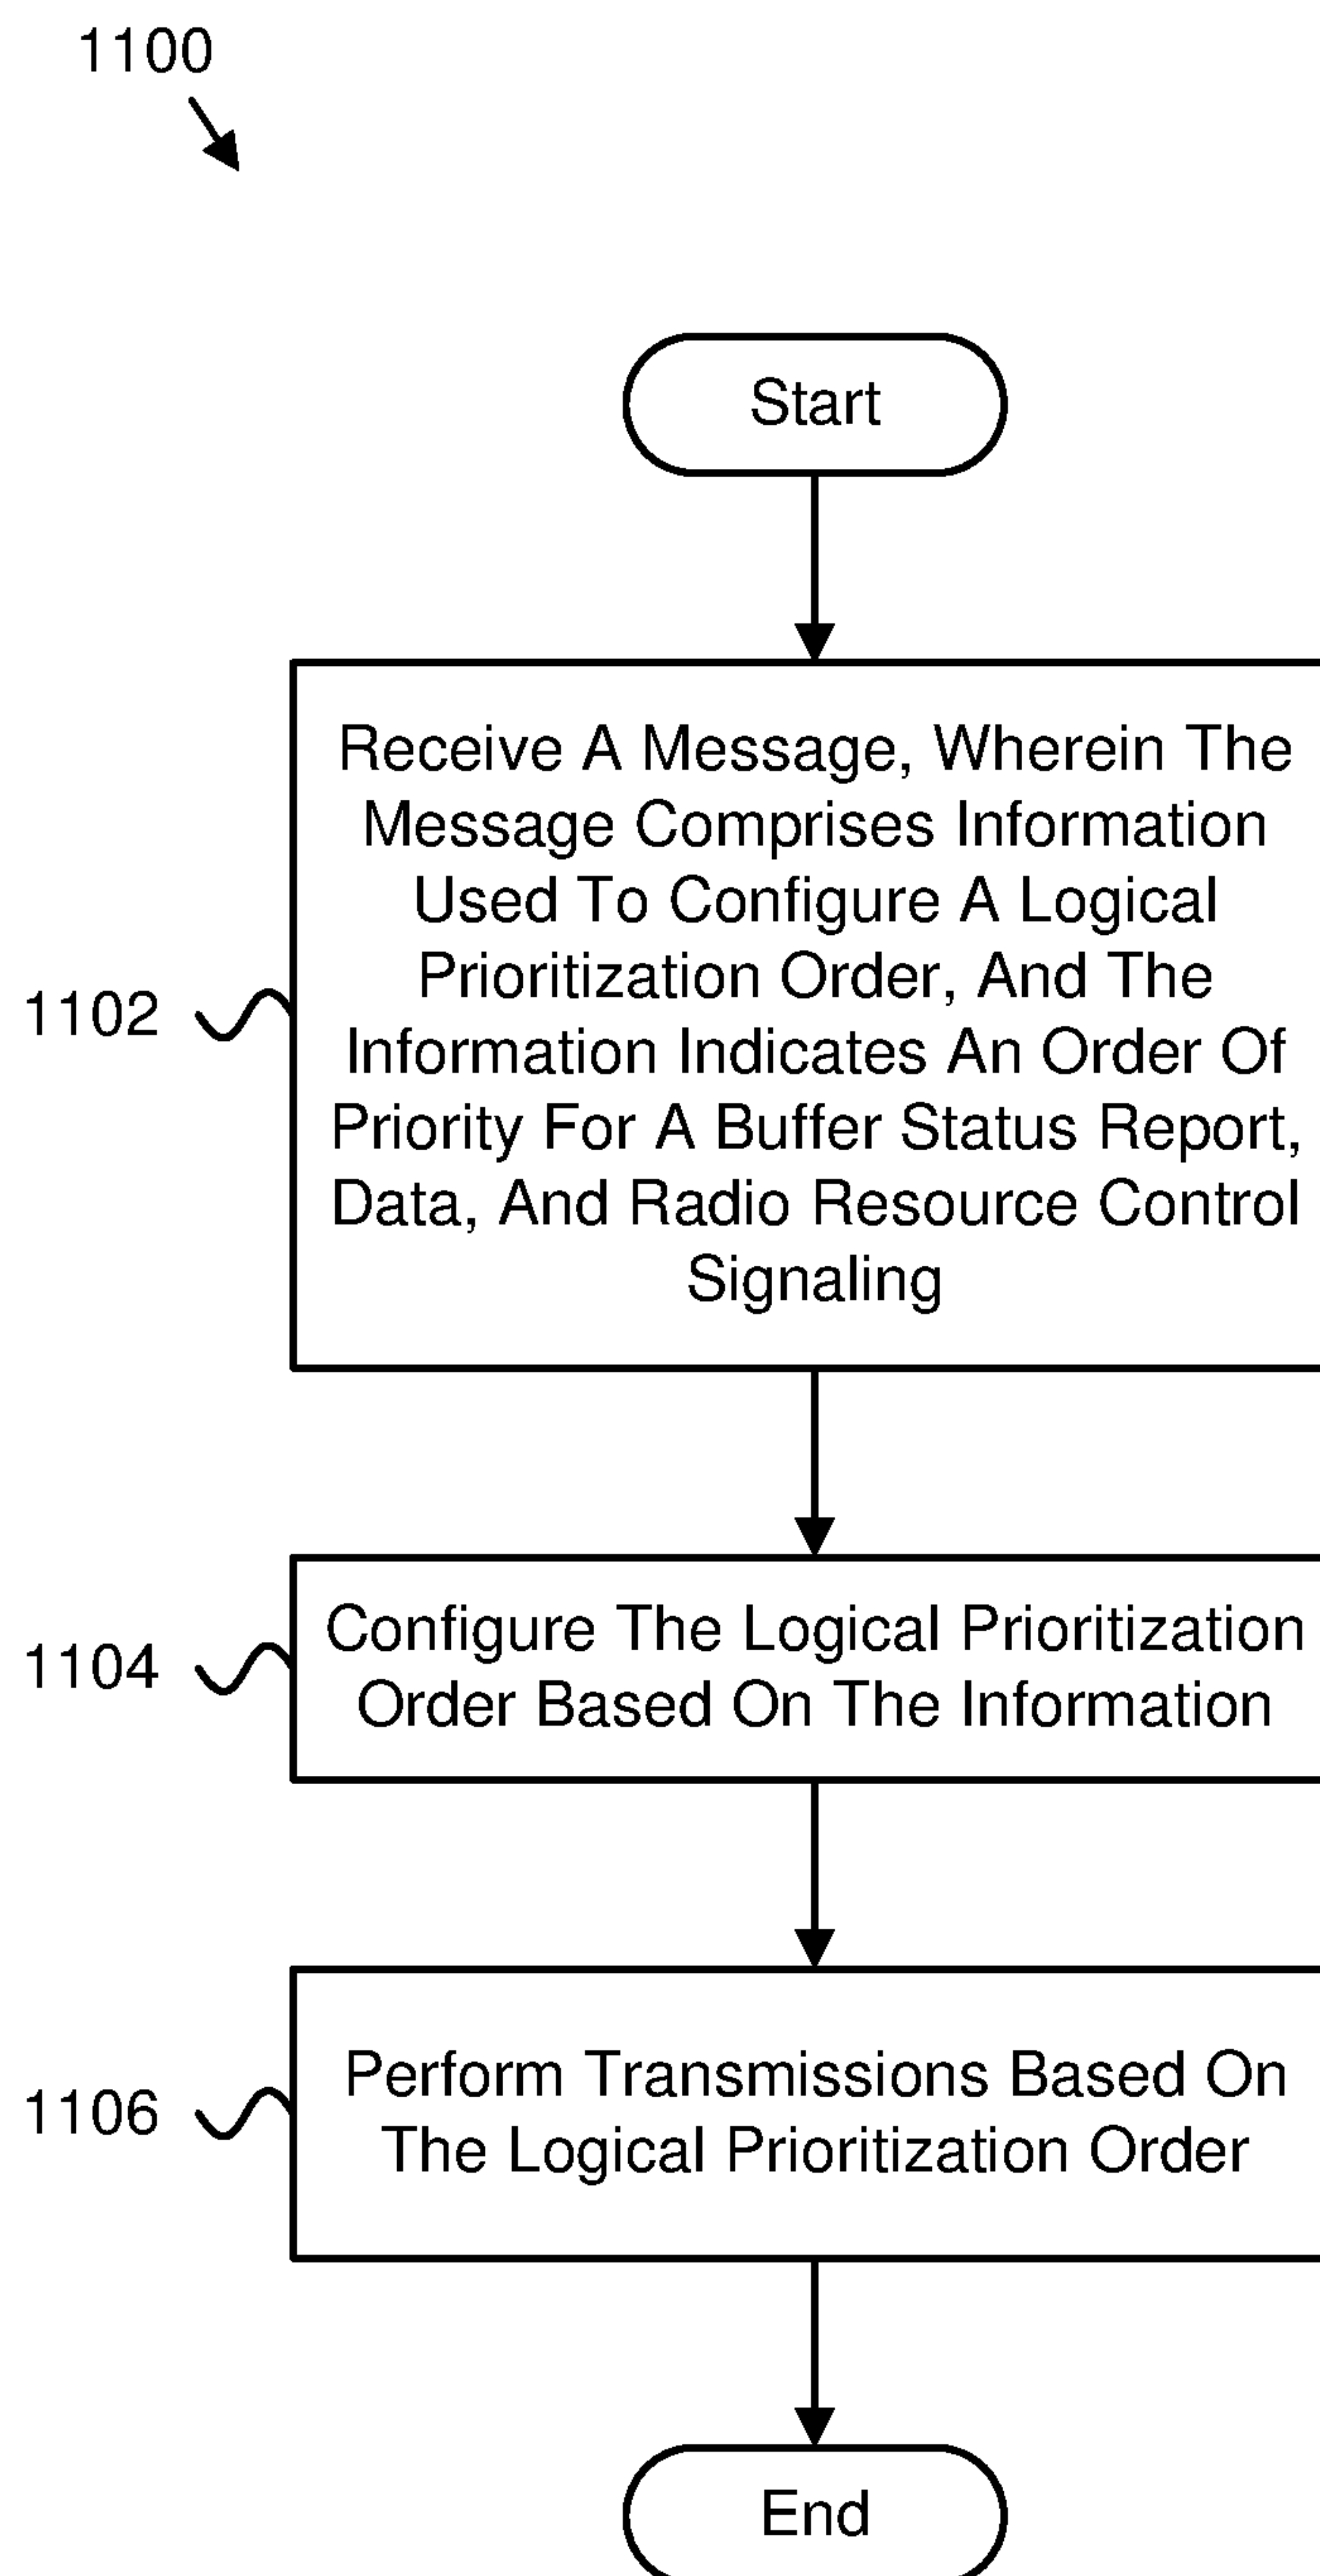 1100
Start
Receive A Message, Wherein The
Message Comprises Information
Used To Configure A Logical
Prioritization Order, And The
Information Indicates An Order Of
Priority For A Buffer Status Report,
Data, And Radio Resource Control
Signaling
1102
Configure The Logical Prioritization
Order Based On The Information
1104
Perform Transmissions Based On
The Logical Prioritization Order
1106
End